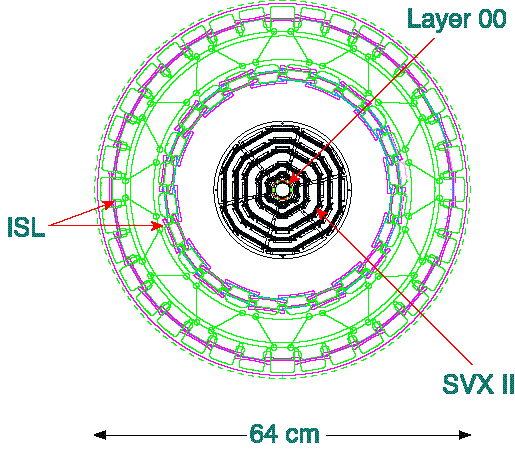 Layer 00
ISL
SVX II
64 cm